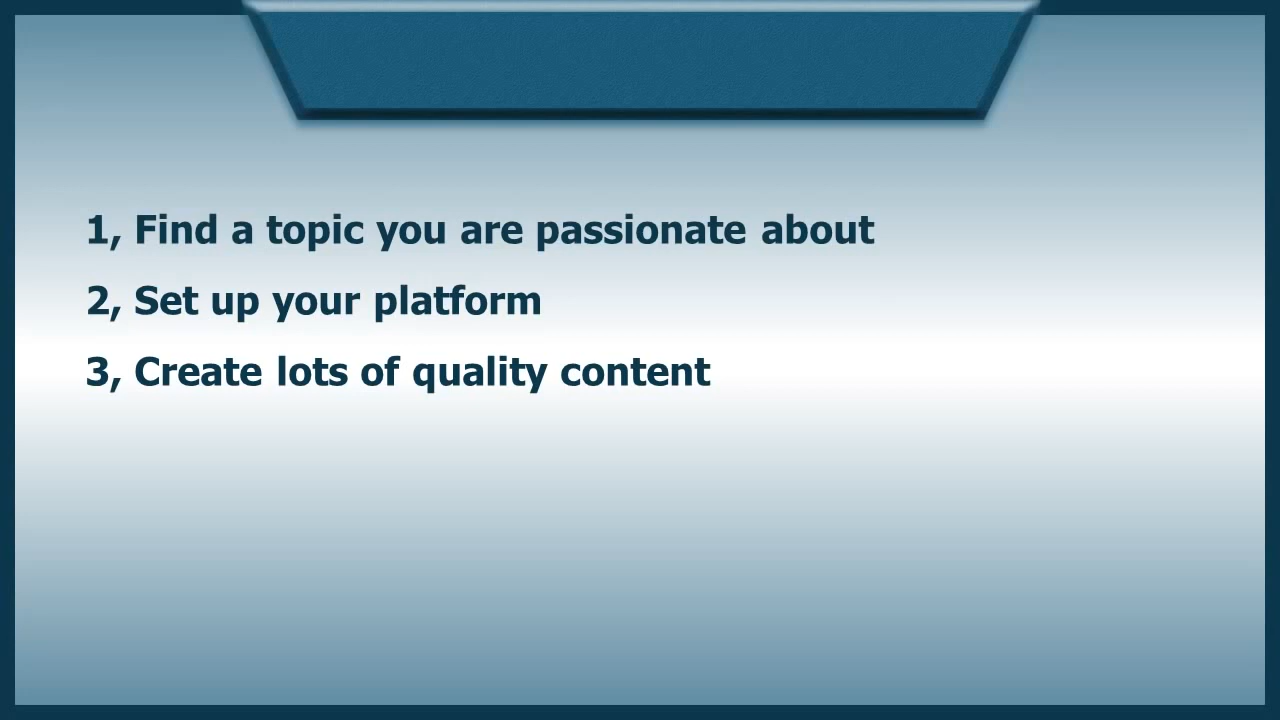 1, Find a topic you are passionate about
2, Set up your platform
3, Create lots of quality content